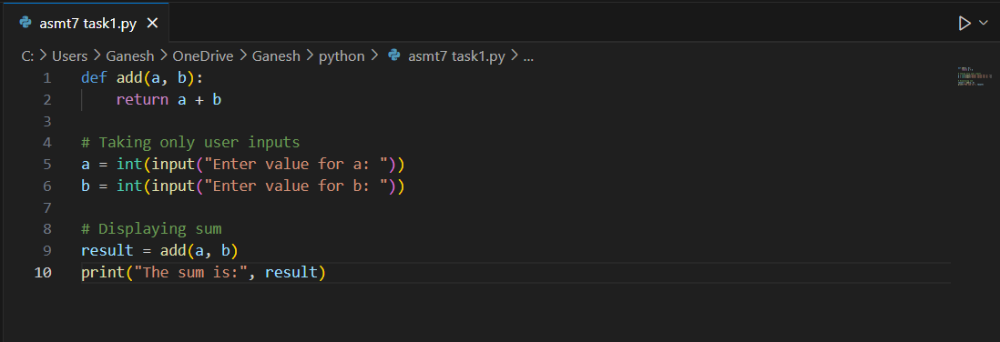 asmt7 task1.py
C: > Users > Ganesh > OneDrive > Ganesh > python > asmt7 task1.py > ...
1 def add(a, b):
2     return a + b
3
4 # Taking only user inputs
5 a = int(input("Enter value for a: "))
6 b = int(input("Enter value for b: "))
7
8 # Displaying sum
9 result = add(a, b)
10 print("The sum is:", result)